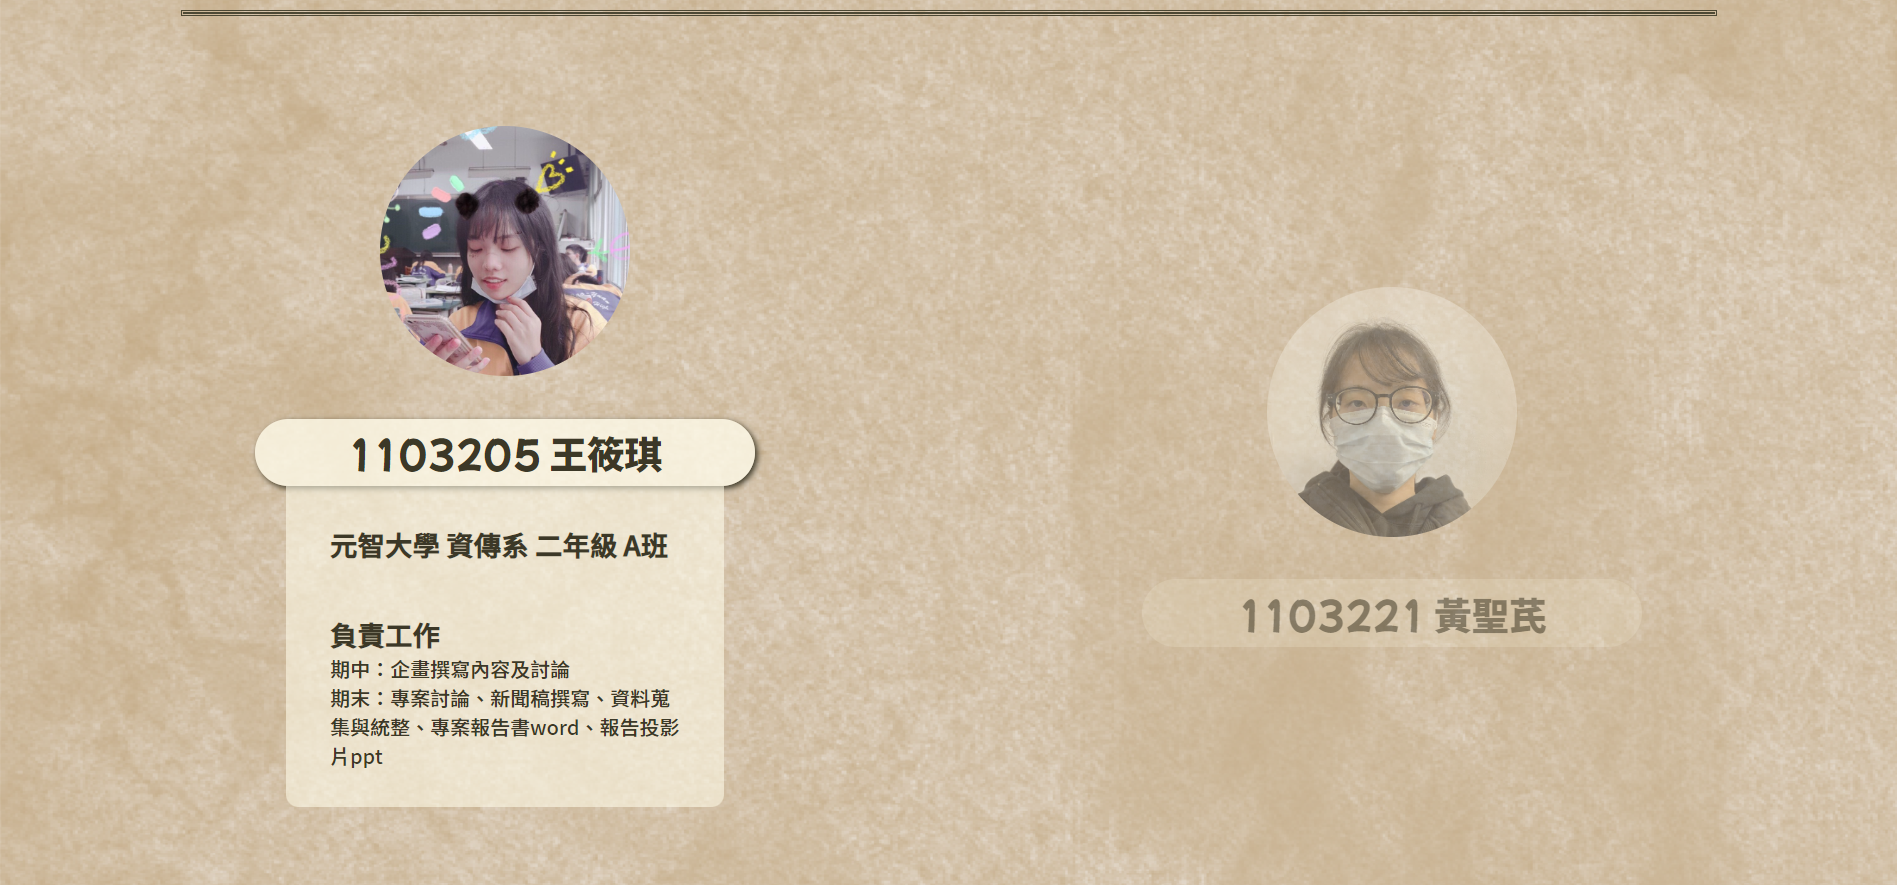 1103205 王筱琪
元智大學 資傳系 二年級 A班
負責工作
期中：企畫撰寫內容及討論
期末：專案討論、新聞稿撰寫、資料蒐
集與統整、專案報告書word、報告投影
片ppt
1103221 黃聖芪